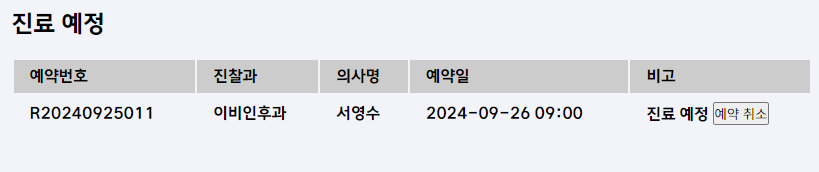 진료 예정
예약번호 진찰과 의사명 예약일 비고
R20240925011 이비인후과 서영수 2024-09-26 09:00 진료 예정 예약 취소